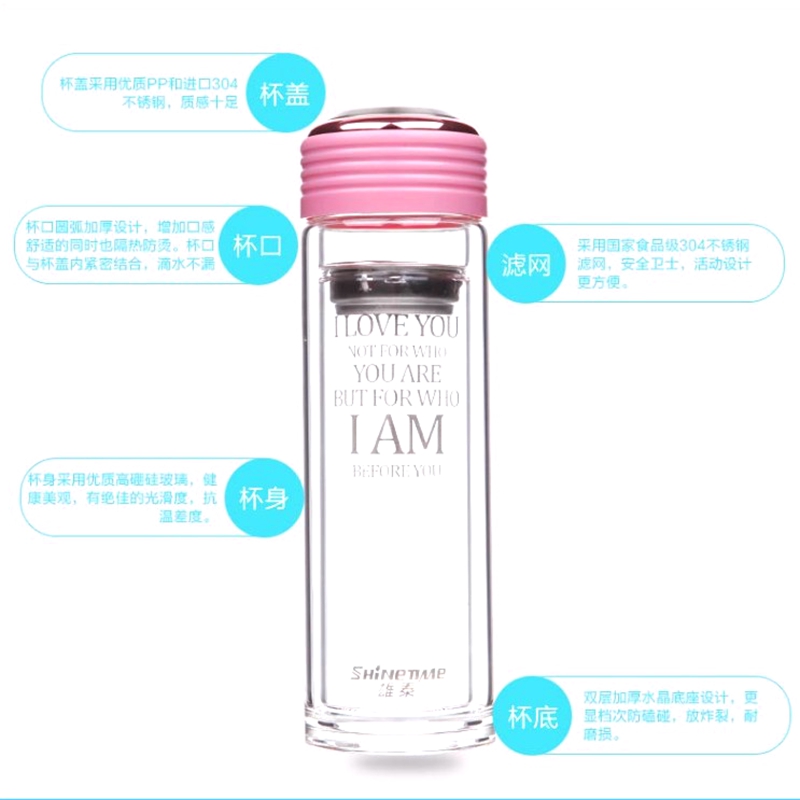 杯盖采用优质PP和进口304
不锈钢，质感十足
杯盖
杯口圆弧加厚设计，增加口感
舒适的同时也隔热防烫。杯口
与杯盖内紧密结合，滴水不漏
杯口
滤网
采用国家食品级304不锈钢
滤网，安全卫士，活动设计
更方便。
I LOVE YOU
NOT FOR WHO
YOU ARE
BUT FOR WHO
I AM
BEFORE YOU
杯身采用优质高硼硅玻璃，健
康美观，有绝佳的光滑度，抗
温差度。
杯身
SHINETIME
雄泰
杯底
双层加厚水晶底座设计，更
显档次防磕碰，放炸裂，耐
磨损。